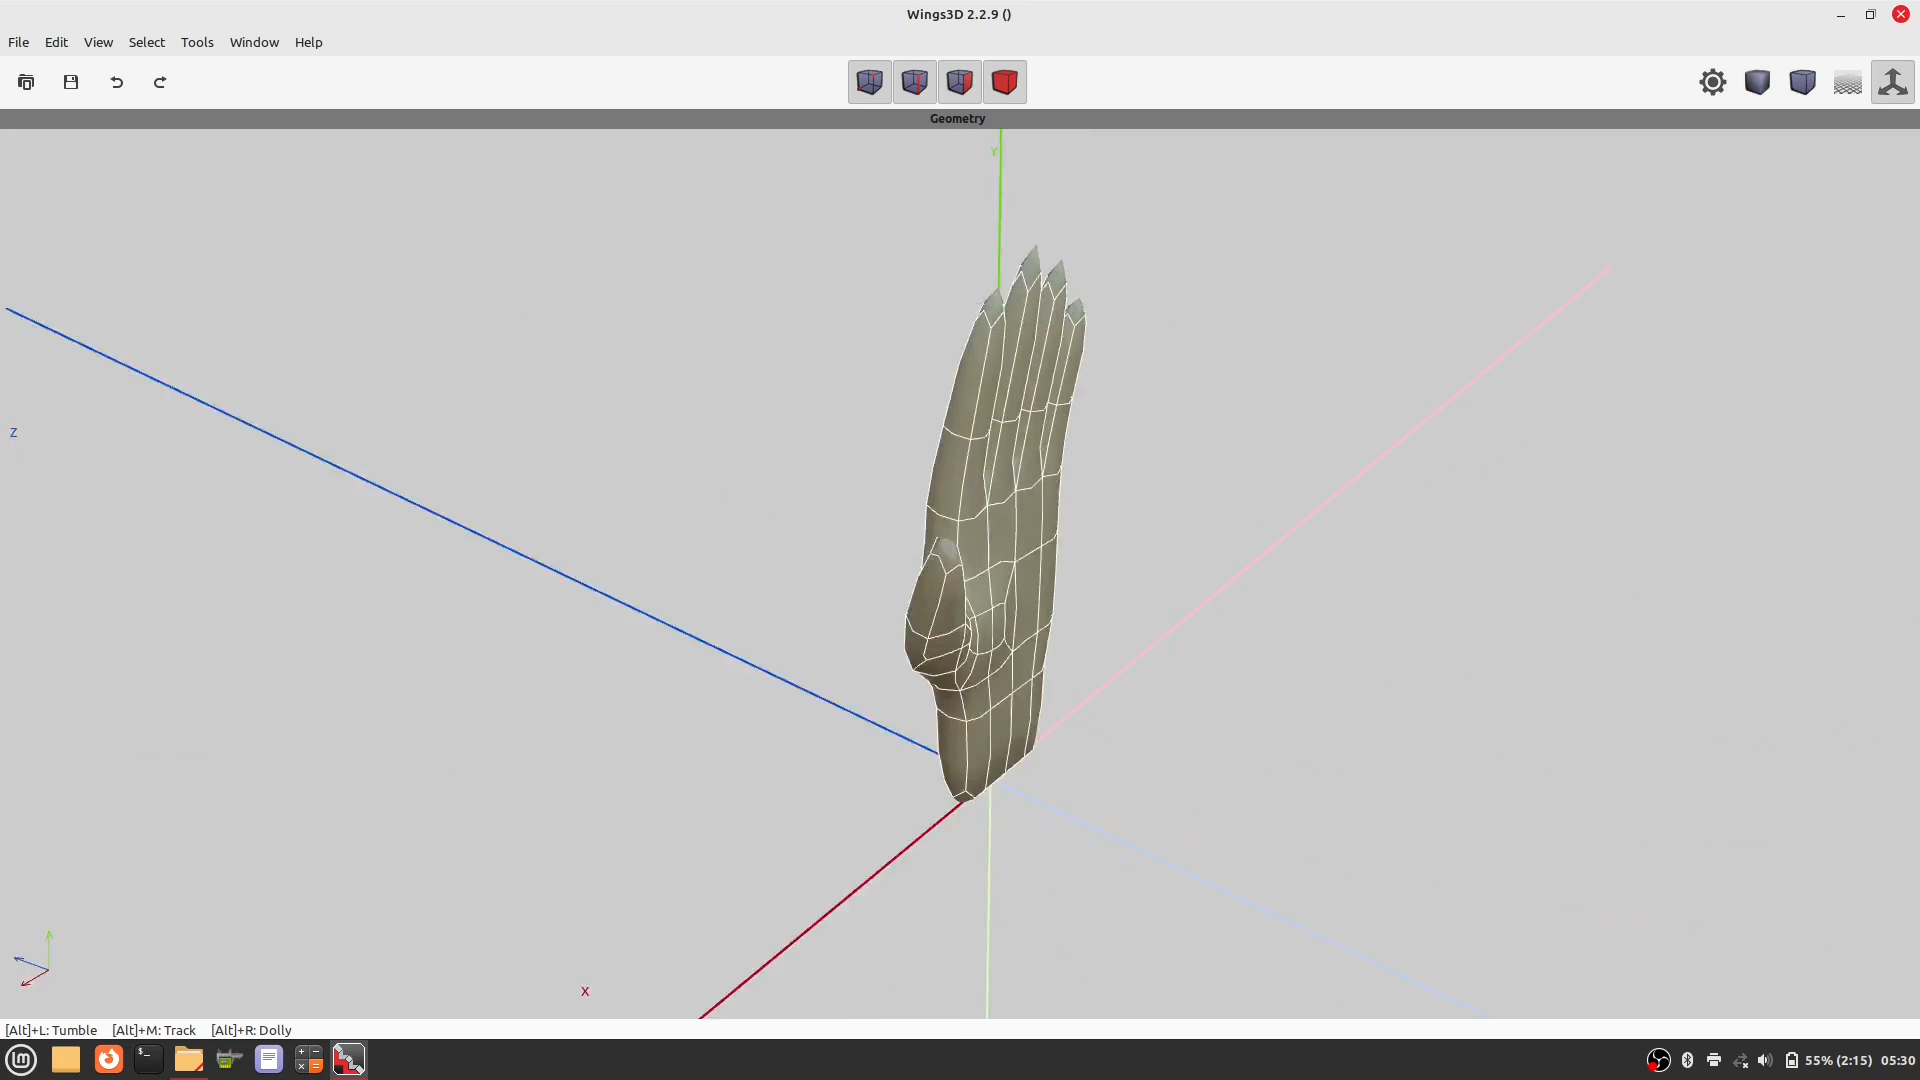 Wings3D 2.2.9 ()
File Edit View Select Tools Window Help
Geometry
Y
Z
X
[Alt]+L: Tumble [Alt]+M: Track [Alt]+R: Dolly
55% (2:15) 05:30